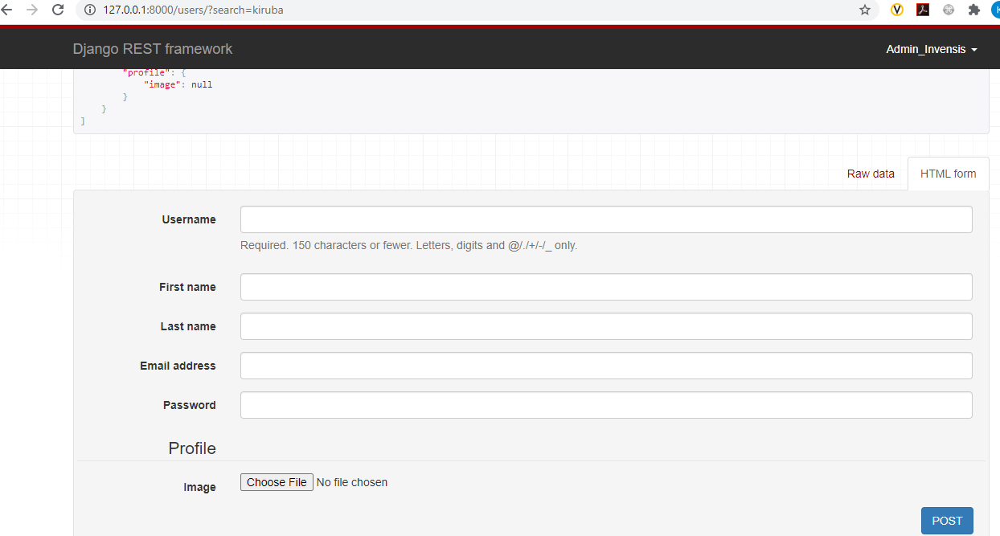 127.0.0.1:8000/users/?search=kiruba
Django REST framework
Admin_Invensis
"profile": {
"image": null
}
}
]
Raw data
HTML form
Username
Required. 150 characters or fewer. Letters, digits and @/./+/-/_ only.
First name
Last name
Email address
Password
Profile
Image
Choose File No file chosen
POST